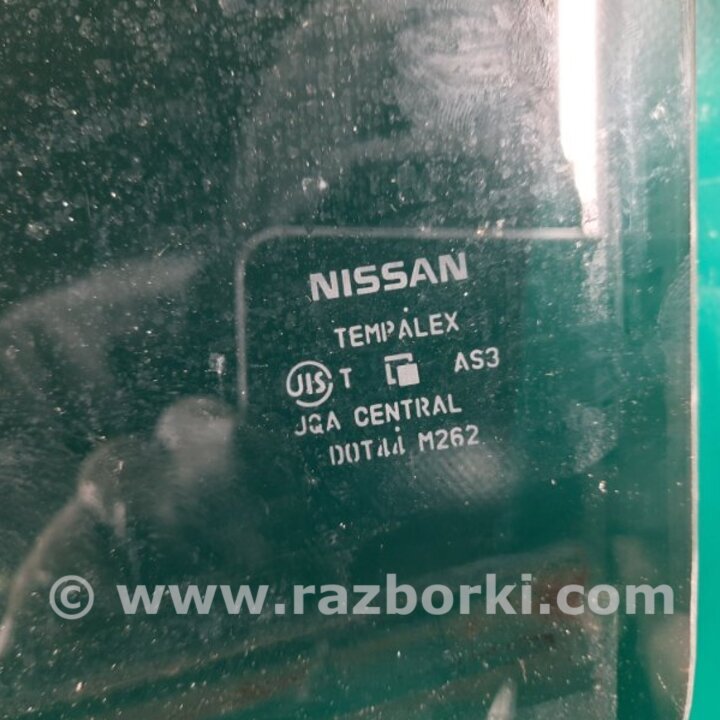 NISSAN
TEMPALEX
JIS T AS3
JQA CENTRAL
DOT44 M262
© www.razborki.com